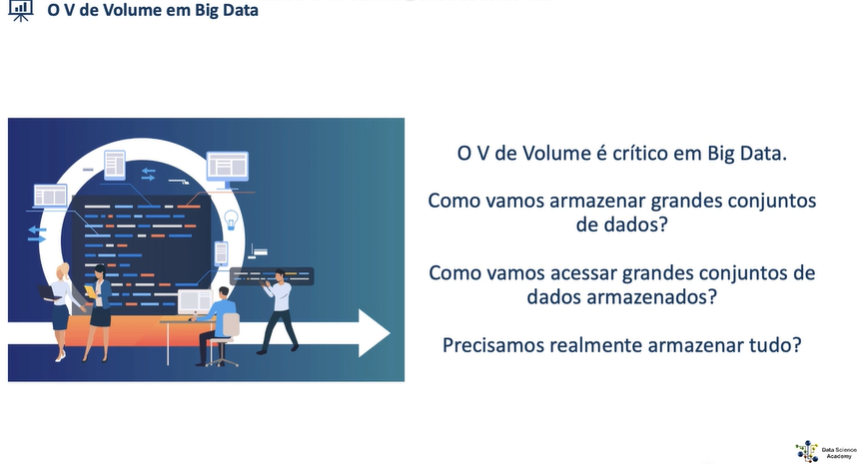 O V de Volume em Big Data
O V de Volume é crítico em Big Data.
Como vamos armazenar grandes conjuntos
de dados?
Como vamos acessar grandes conjuntos de
dados armazenados?
Precisamos realmente armazenar tudo?
Data Science
Academy